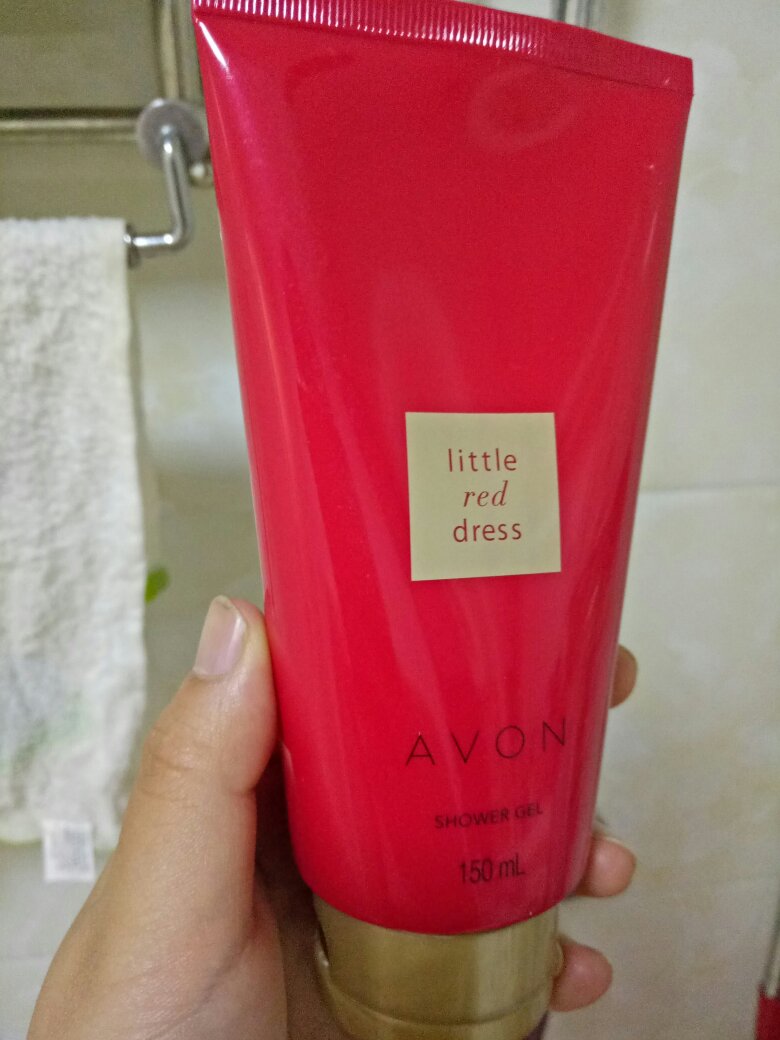 little
red
dress
AVON
SHOWER GEL
150 mL